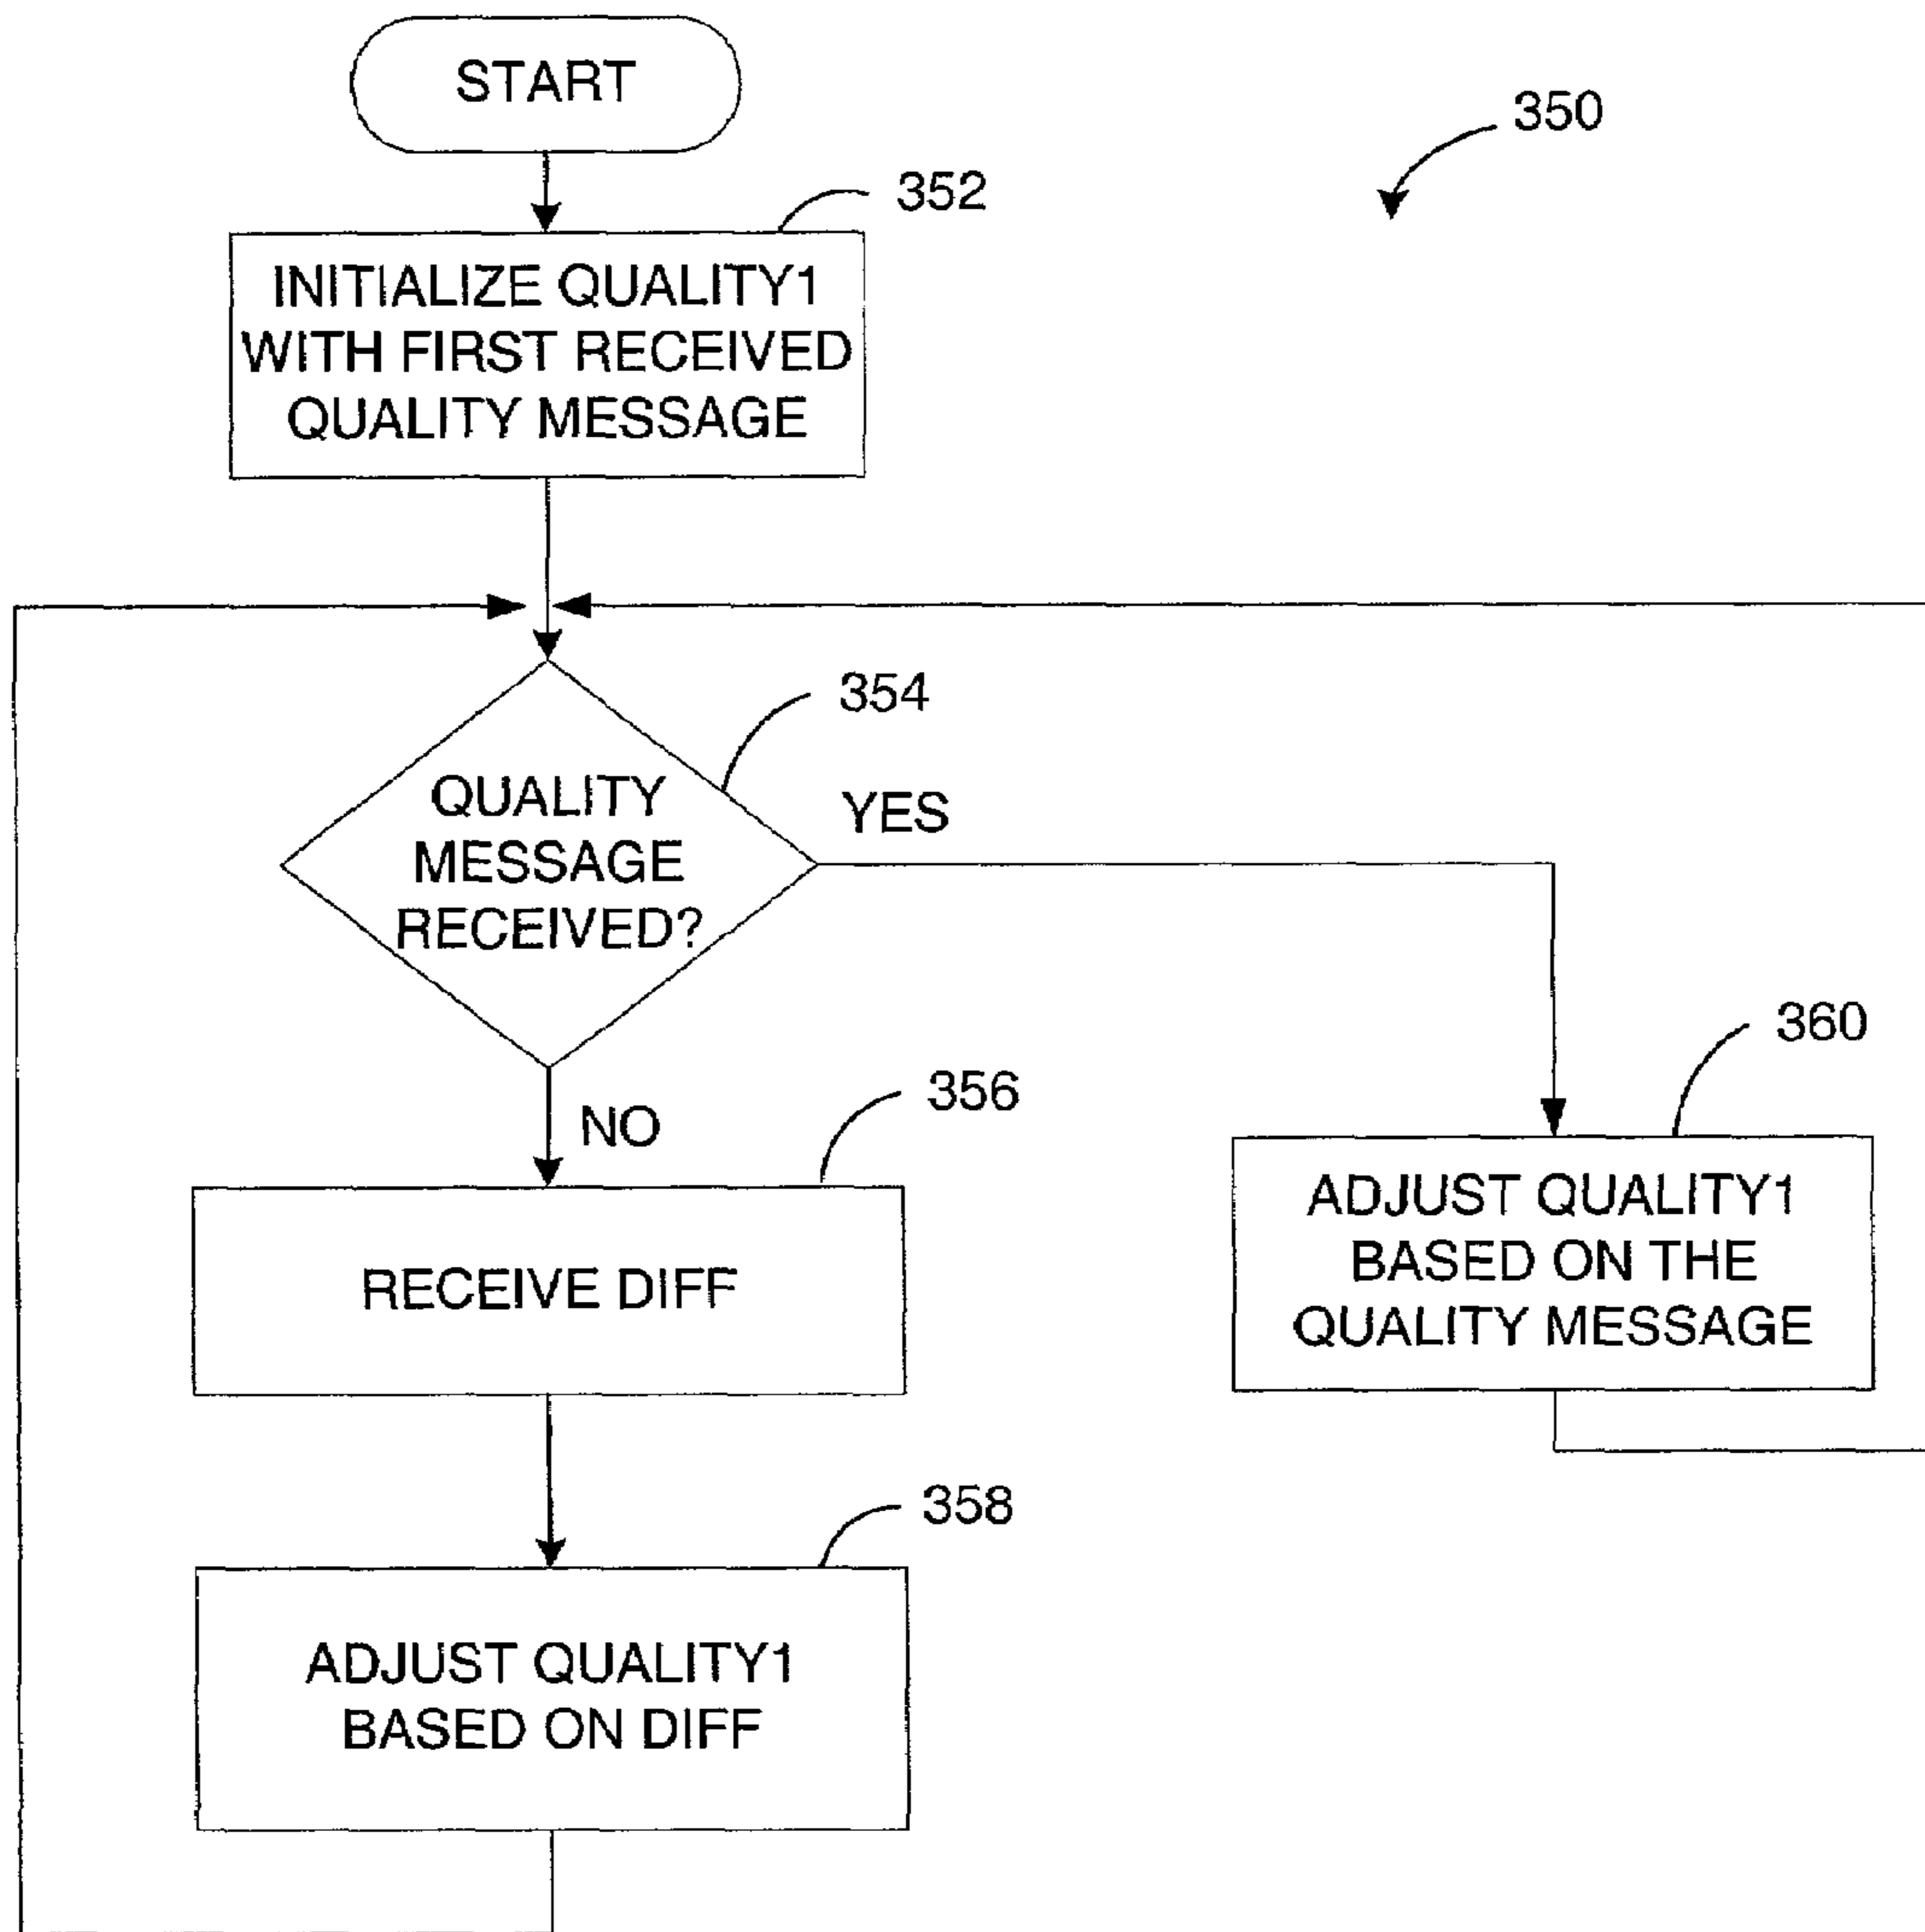 START
350
352
INITIALIZE QUALITY1
WITH FIRST RECEIVED
QUALITY MESSAGE
354
QUALITY
MESSAGE
RECEIVED?
YES
NO
356
RECEIVE DIFF
360
ADJUST QUALITY1
BASED ON THE
QUALITY MESSAGE
358
ADJUST QUALITY1
BASED ON DIFF